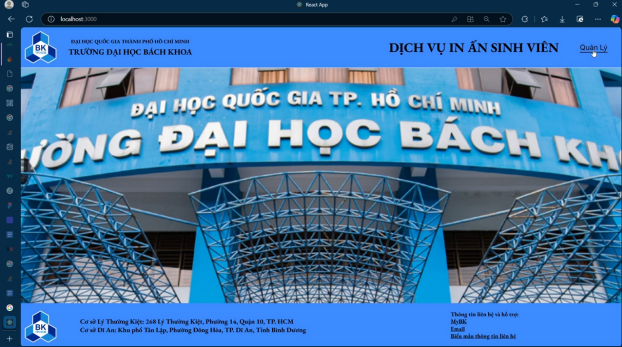 React App
localhost:3000
BK
ĐẠI HỌC QUỐC GIA THÀNH PHỐ HỒ CHÍ MINH
TRƯỜNG ĐẠI HỌC BÁCH KHOA
DỊCH VỤ IN ẤN SINH VIÊN
Quản Lý
ĐẠI HỌC QUỐC GIA TP. HỒ CHÍ MINH
ƯỜNG ĐẠI HỌC BÁCH KH
BK
Cơ sở Lý Thường Kiệt: 268 Lý Thường Kiệt, Phường 14, Quận 10, TP. HCM
Cơ sở Dĩ An: Khu phố Tân Lập, Phường Đông Hòa, TP. Dĩ An, Tỉnh Bình Dương
Thông tin liên hệ và hỗ trợ:
MyBK
Email
Biểu mẫu thông tin liên hệ